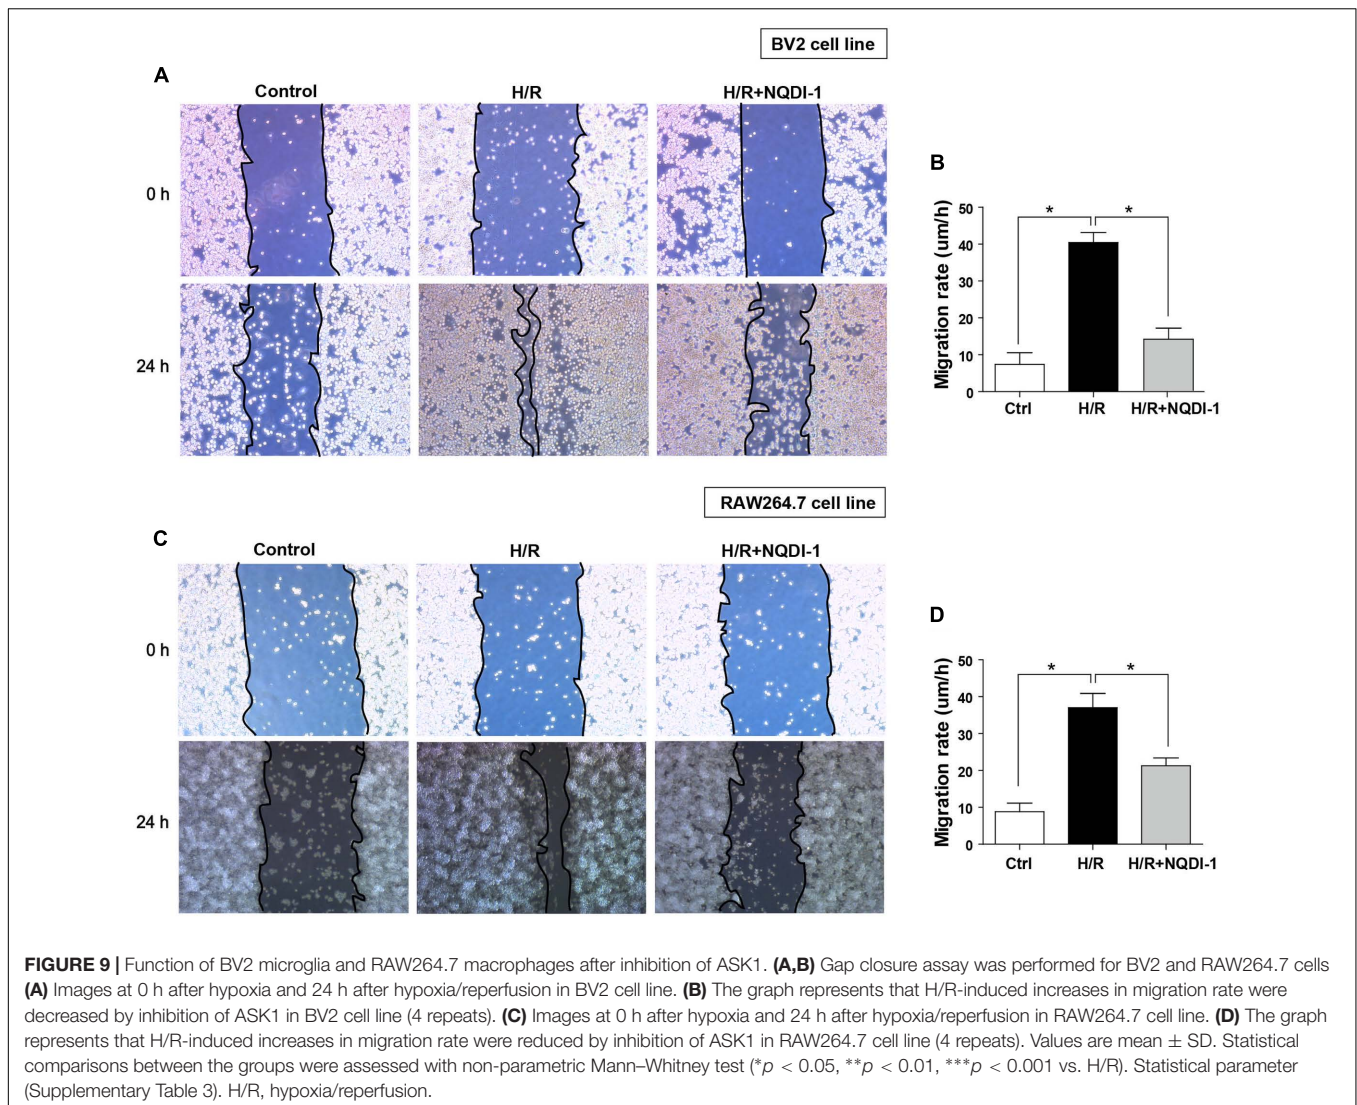 BV2 cell line
A
Control
H/R
H/R+NQDI-1
0 h
24 h
B
Migration rate (um/h)
50
40
30
20
10
0
*
*
Ctrl
H/R
H/R+NQDI-1
RAW264.7 cell line
C
Control
H/R
H/R+NQDI-1
0 h
24 h
D
Migration rate (um/h)
50
40
30
20
10
0
*
*
Ctrl
H/R
H/R+NQDI-1
FIGURE 9 | Function of BV2 microglia and RAW264.7 macrophages after inhibition of ASK1. (A,B) Gap closure assay was performed for BV2 and RAW264.7 cells
(A) Images at 0 h after hypoxia and 24 h after hypoxia/reperfusion in BV2 cell line. (B) The graph represents that H/R-induced increases in migration rate were
decreased by inhibition of ASK1 in BV2 cell line (4 repeats). (C) Images at 0 h after hypoxia and 24 h after hypoxia/reperfusion in RAW264.7 cell line. (D) The graph
represents that H/R-induced increases in migration rate were reduced by inhibition of ASK1 in RAW264.7 cell line (4 repeats). Values are mean ± SD. Statistical
comparisons between the groups were assessed with non-parametric Mann–Whitney test (*p < 0.05, **p < 0.01, ***p < 0.001 vs. H/R). Statistical parameter
(Supplementary Table 3). H/R, hypoxia/reperfusion.